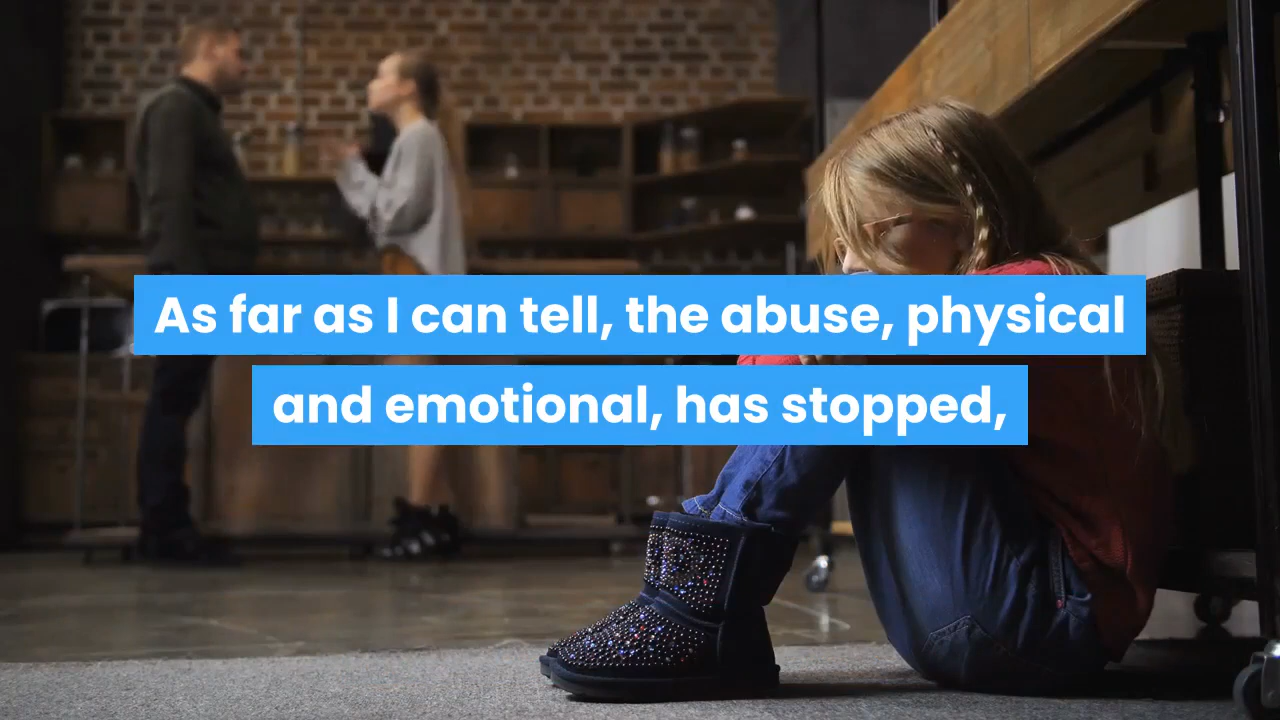 As far as I can tell, the abuse, physical
and emotional, has stopped,